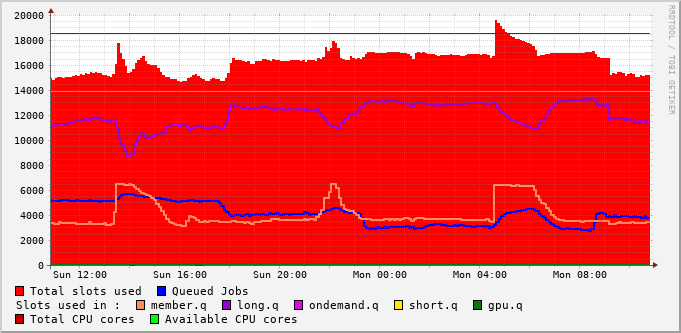 20000
18000
16000
14000
12000
10000
8000
6000
4000
2000
0
Sun 12:00 Sun 16:00 Sun 20:00 Mon 00:00 Mon 04:00 Mon 08:00
RRDTOOL / TOBI OETIKER
Total slots used Queued Jobs
Slots used in : member.q long.q ondemand.q short.q gpu.q
Total CPU cores Available CPU cores